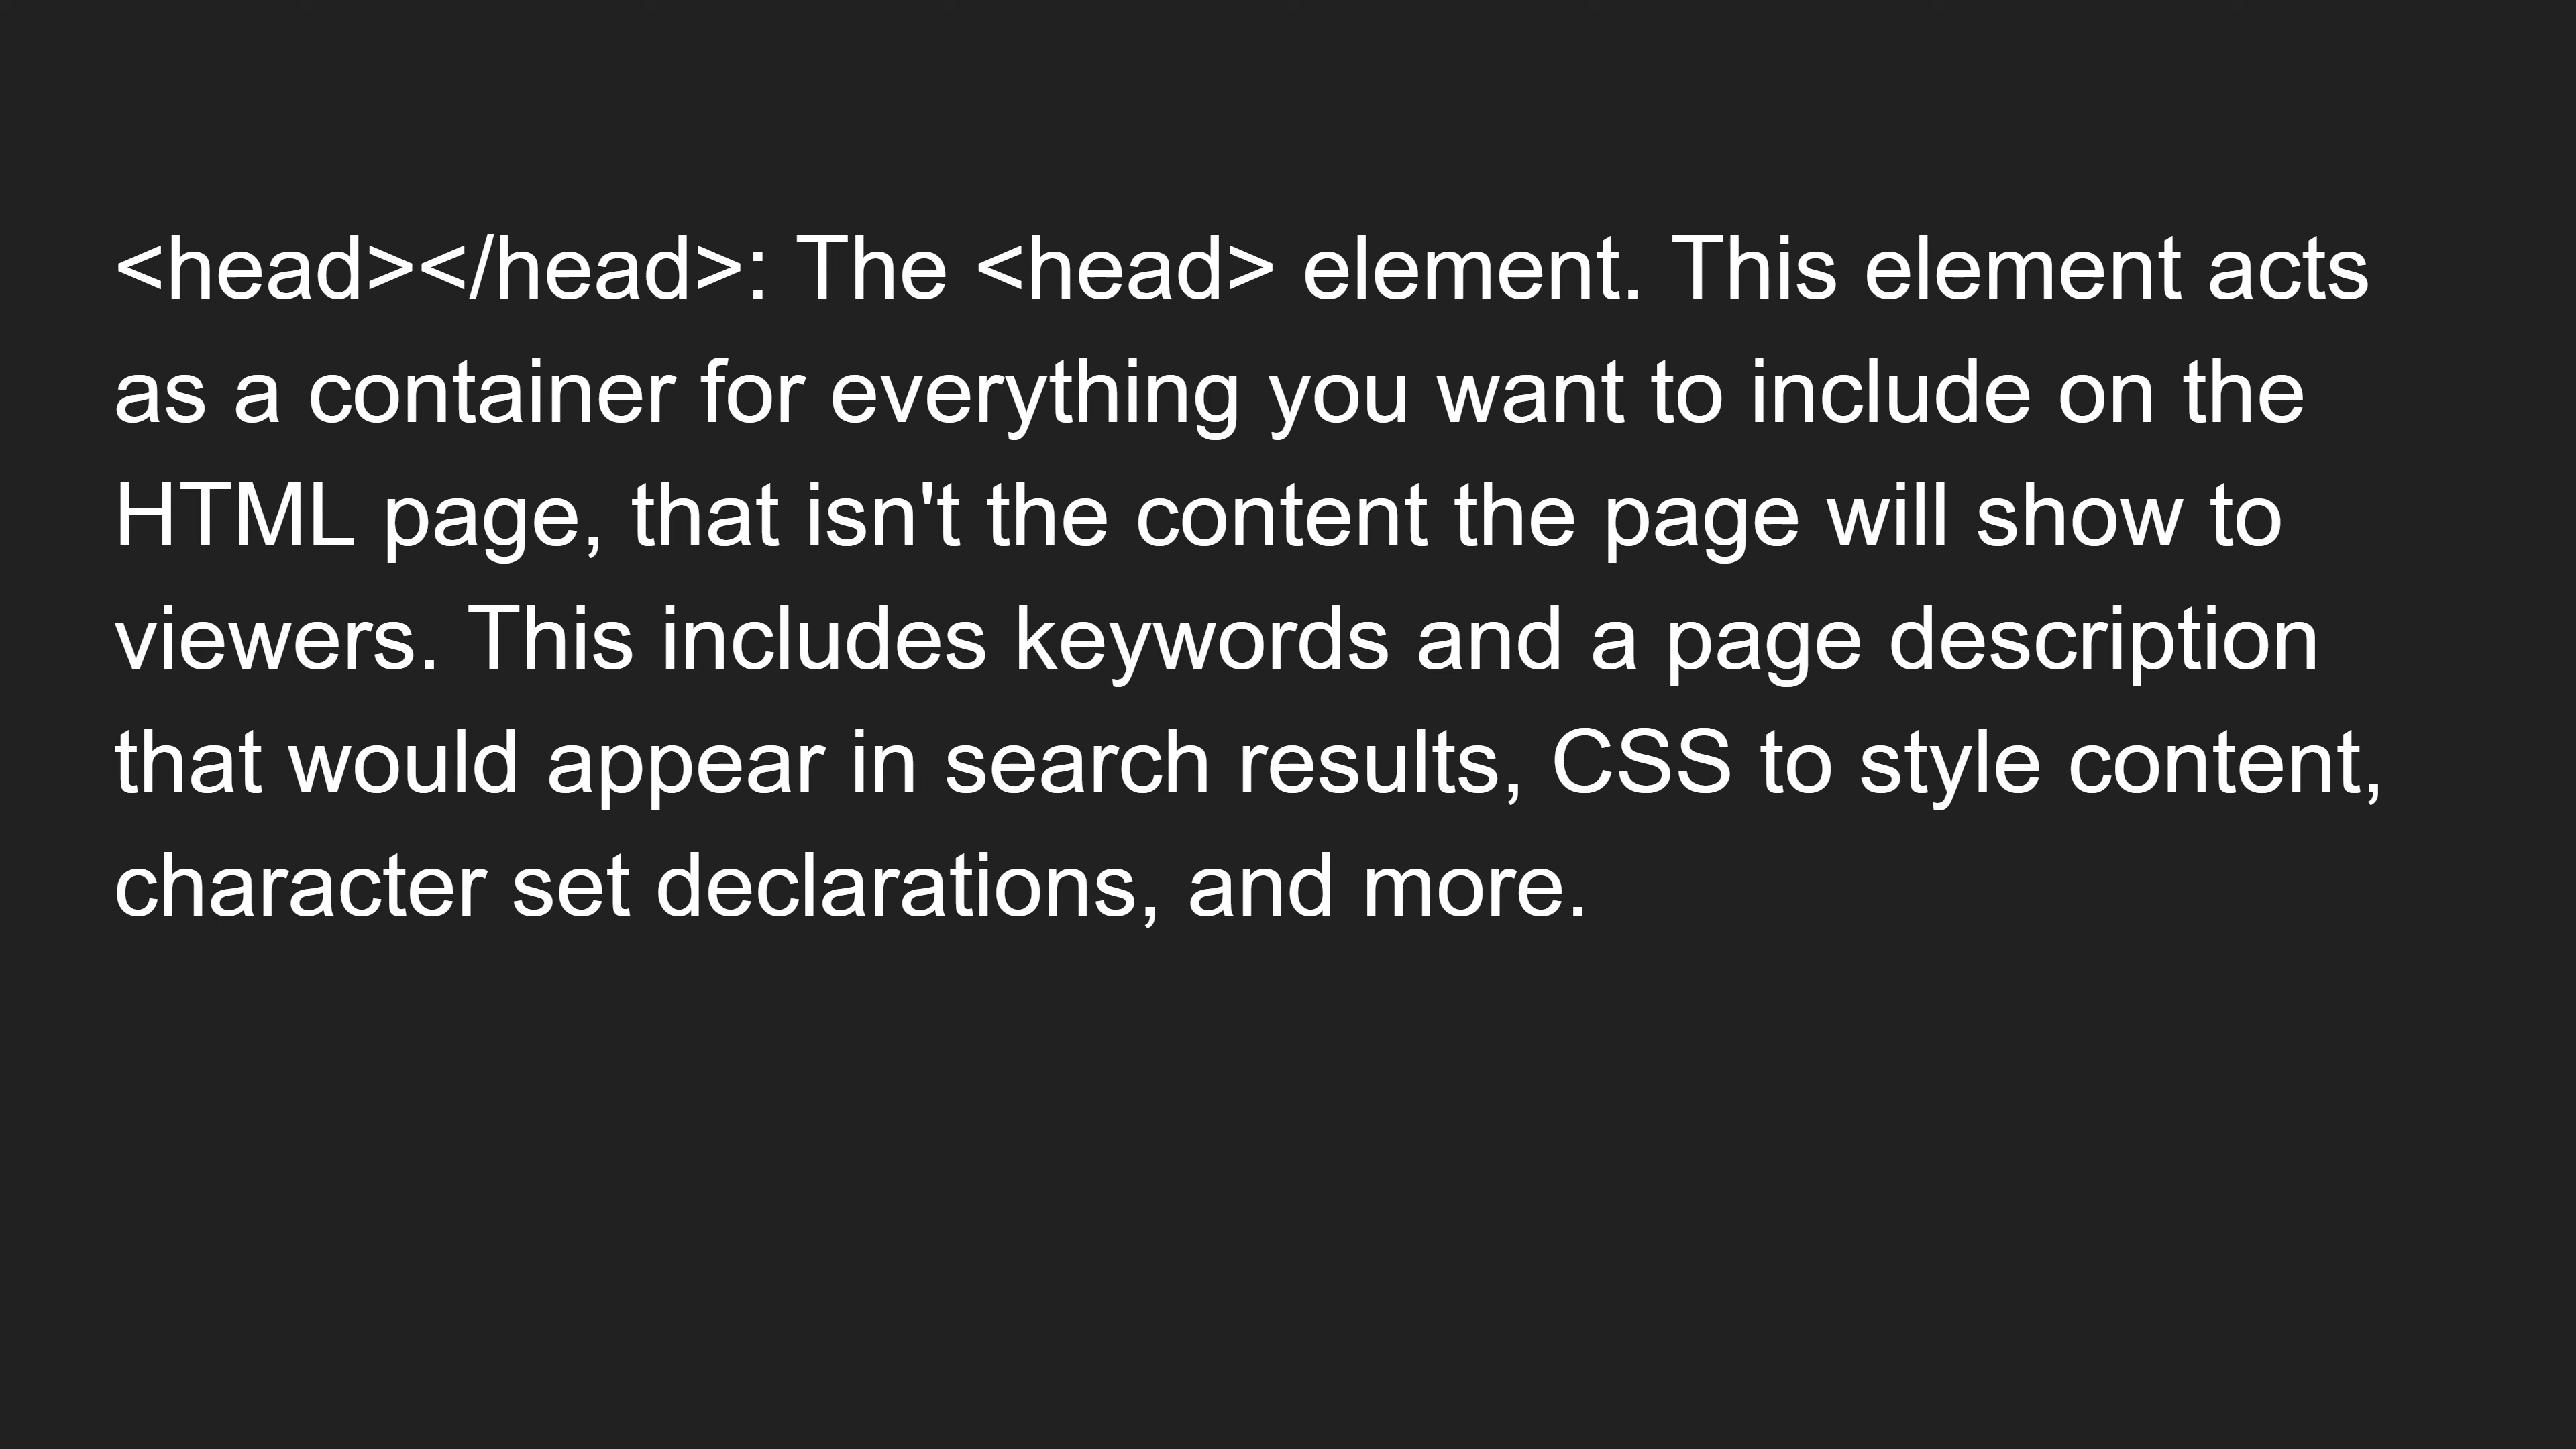 <head></head>: The <head> element. This element acts
as a container for everything you want to include on the
HTML page, that isn't the content the page will show to
viewers. This includes keywords and a page description
that would appear in search results, CSS to style content,
character set declarations, and more.